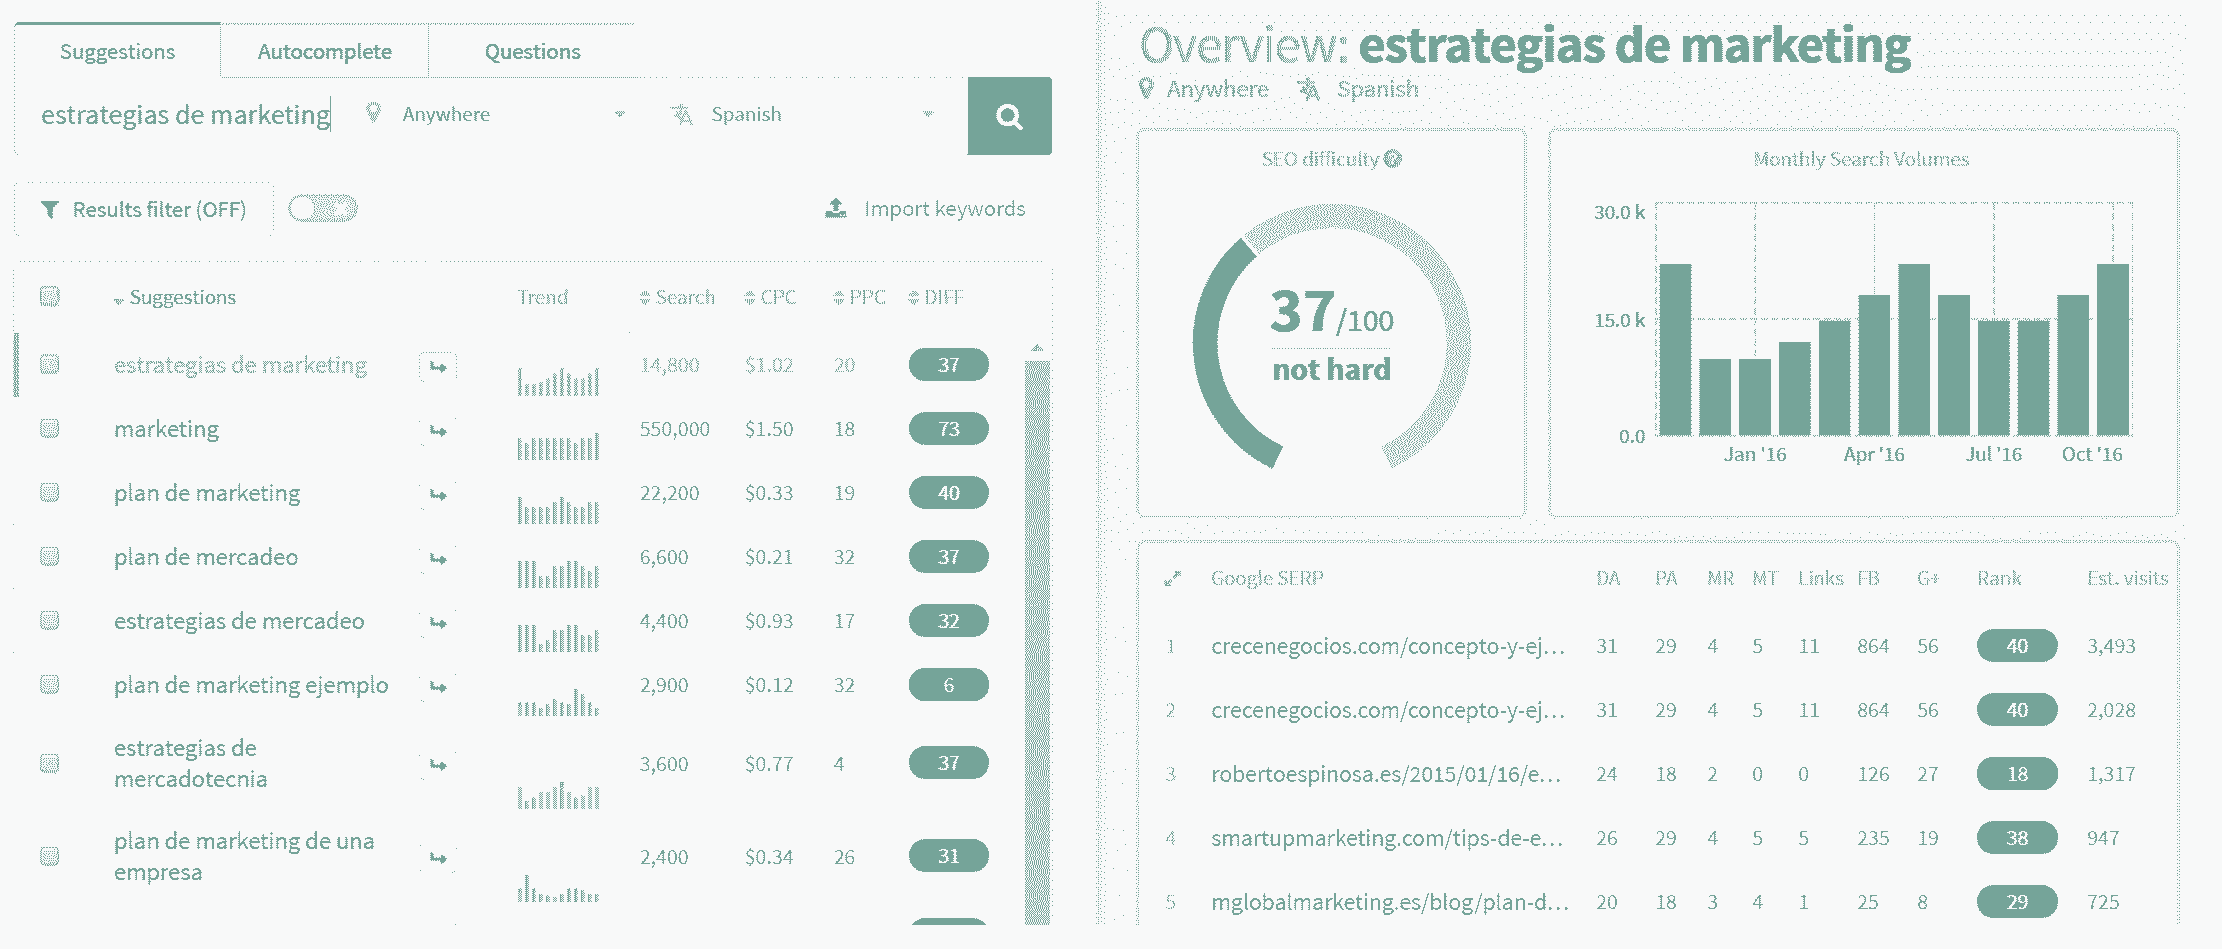 Suggestions Autocomplete Questions
estrategias de marketing Anywhere Spanish
Results filter (OFF) Import keywords
Suggestions Trend Search CPC PPC DIFF
estrategias de marketing 14,800 $1.02 20 37
marketing 550,000 $1.50 18 73
plan de marketing 22,200 $0.33 19 40
plan de mercadeo 6,600 $0.21 32 37
estrategias de mercadeo 4,400 $0.93 17 32
plan de marketing ejemplo 2,900 $0.12 32 6
estrategias de
mercadotecnia 3,600 $0.77 4 37
plan de marketing de una
empresa 2,400 $0.34 26 31
Overview: estrategias de marketing
Anywhere Spanish
SEO difficulty ?
37/100
not hard
Monthly Search Volumes
30.0 k
15.0 k
0.0
Jan '16 Apr '16 Jul '16 Oct '16
Google SERP DA PA MR MT Links FB G+ Rank Est. visits
1 crecenegocios.com/concepto-y-ej... 31 29 4 5 11 864 56 40 3,493
2 crecenegocios.com/concepto-y-ej... 31 29 4 5 11 864 56 40 2,028
3 robertoespinosa.es/2015/01/16/e... 24 18 2 0 0 126 27 18 1,317
4 smartupmarketing.com/tips-de-e... 26 29 4 5 5 235 19 38 947
5 mglobalmarketing.es/blog/plan-d... 20 18 3 4 1 25 8 29 725